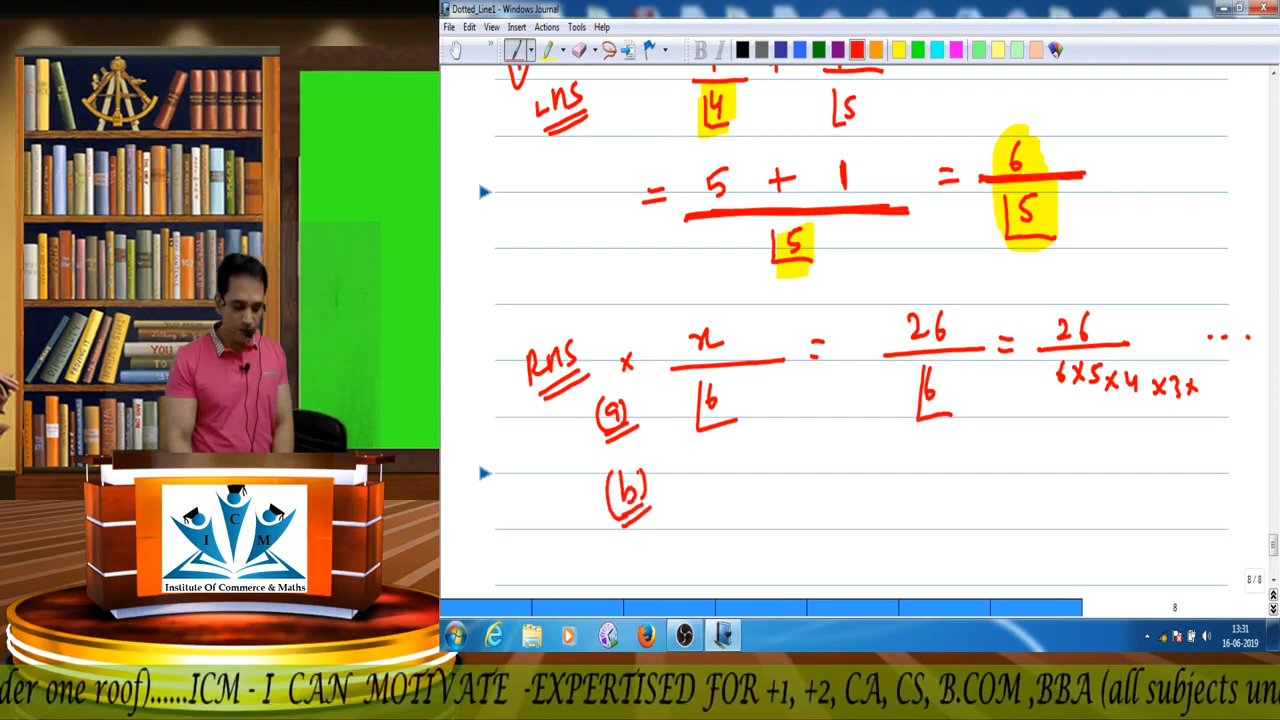 Dotted_Line1 - Windows Journal
File Edit View Insert Actions Tools Help
LHS
4 5
= 5 + 1 = 6
5 5
RHS × x = 26 = 26 ...
6 6 6×5×4×3×
(a)
(b)
I C M
Institute Of Commerce & Maths
8 / 8
8
13:31
16-06-2019
der one roof)......ICM - I CAN MOTIVATE -EXPERTISED FOR +1, +2, CA, CS, B.COM ,BBA (all subjects un